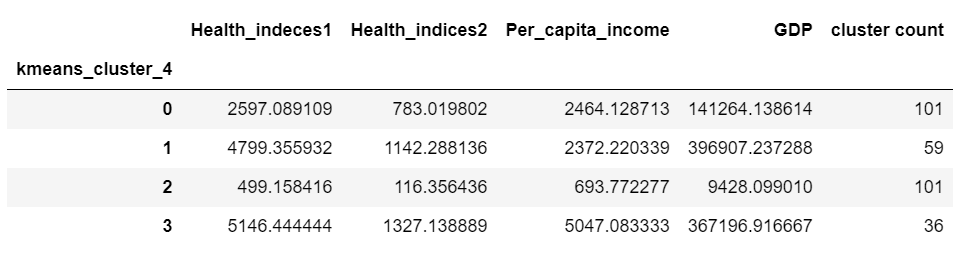 Health_indeces1 Health_indices2 Per_capita_income GDP cluster count
kmeans_cluster_4
0 2597.089109 783.019802 2464.128713 141264.138614 101
1 4799.355932 1142.288136 2372.220339 396907.237288 59
2 499.158416 116.356436 693.772277 9428.099010 101
3 5146.444444 1327.138889 5047.083333 367196.916667 36